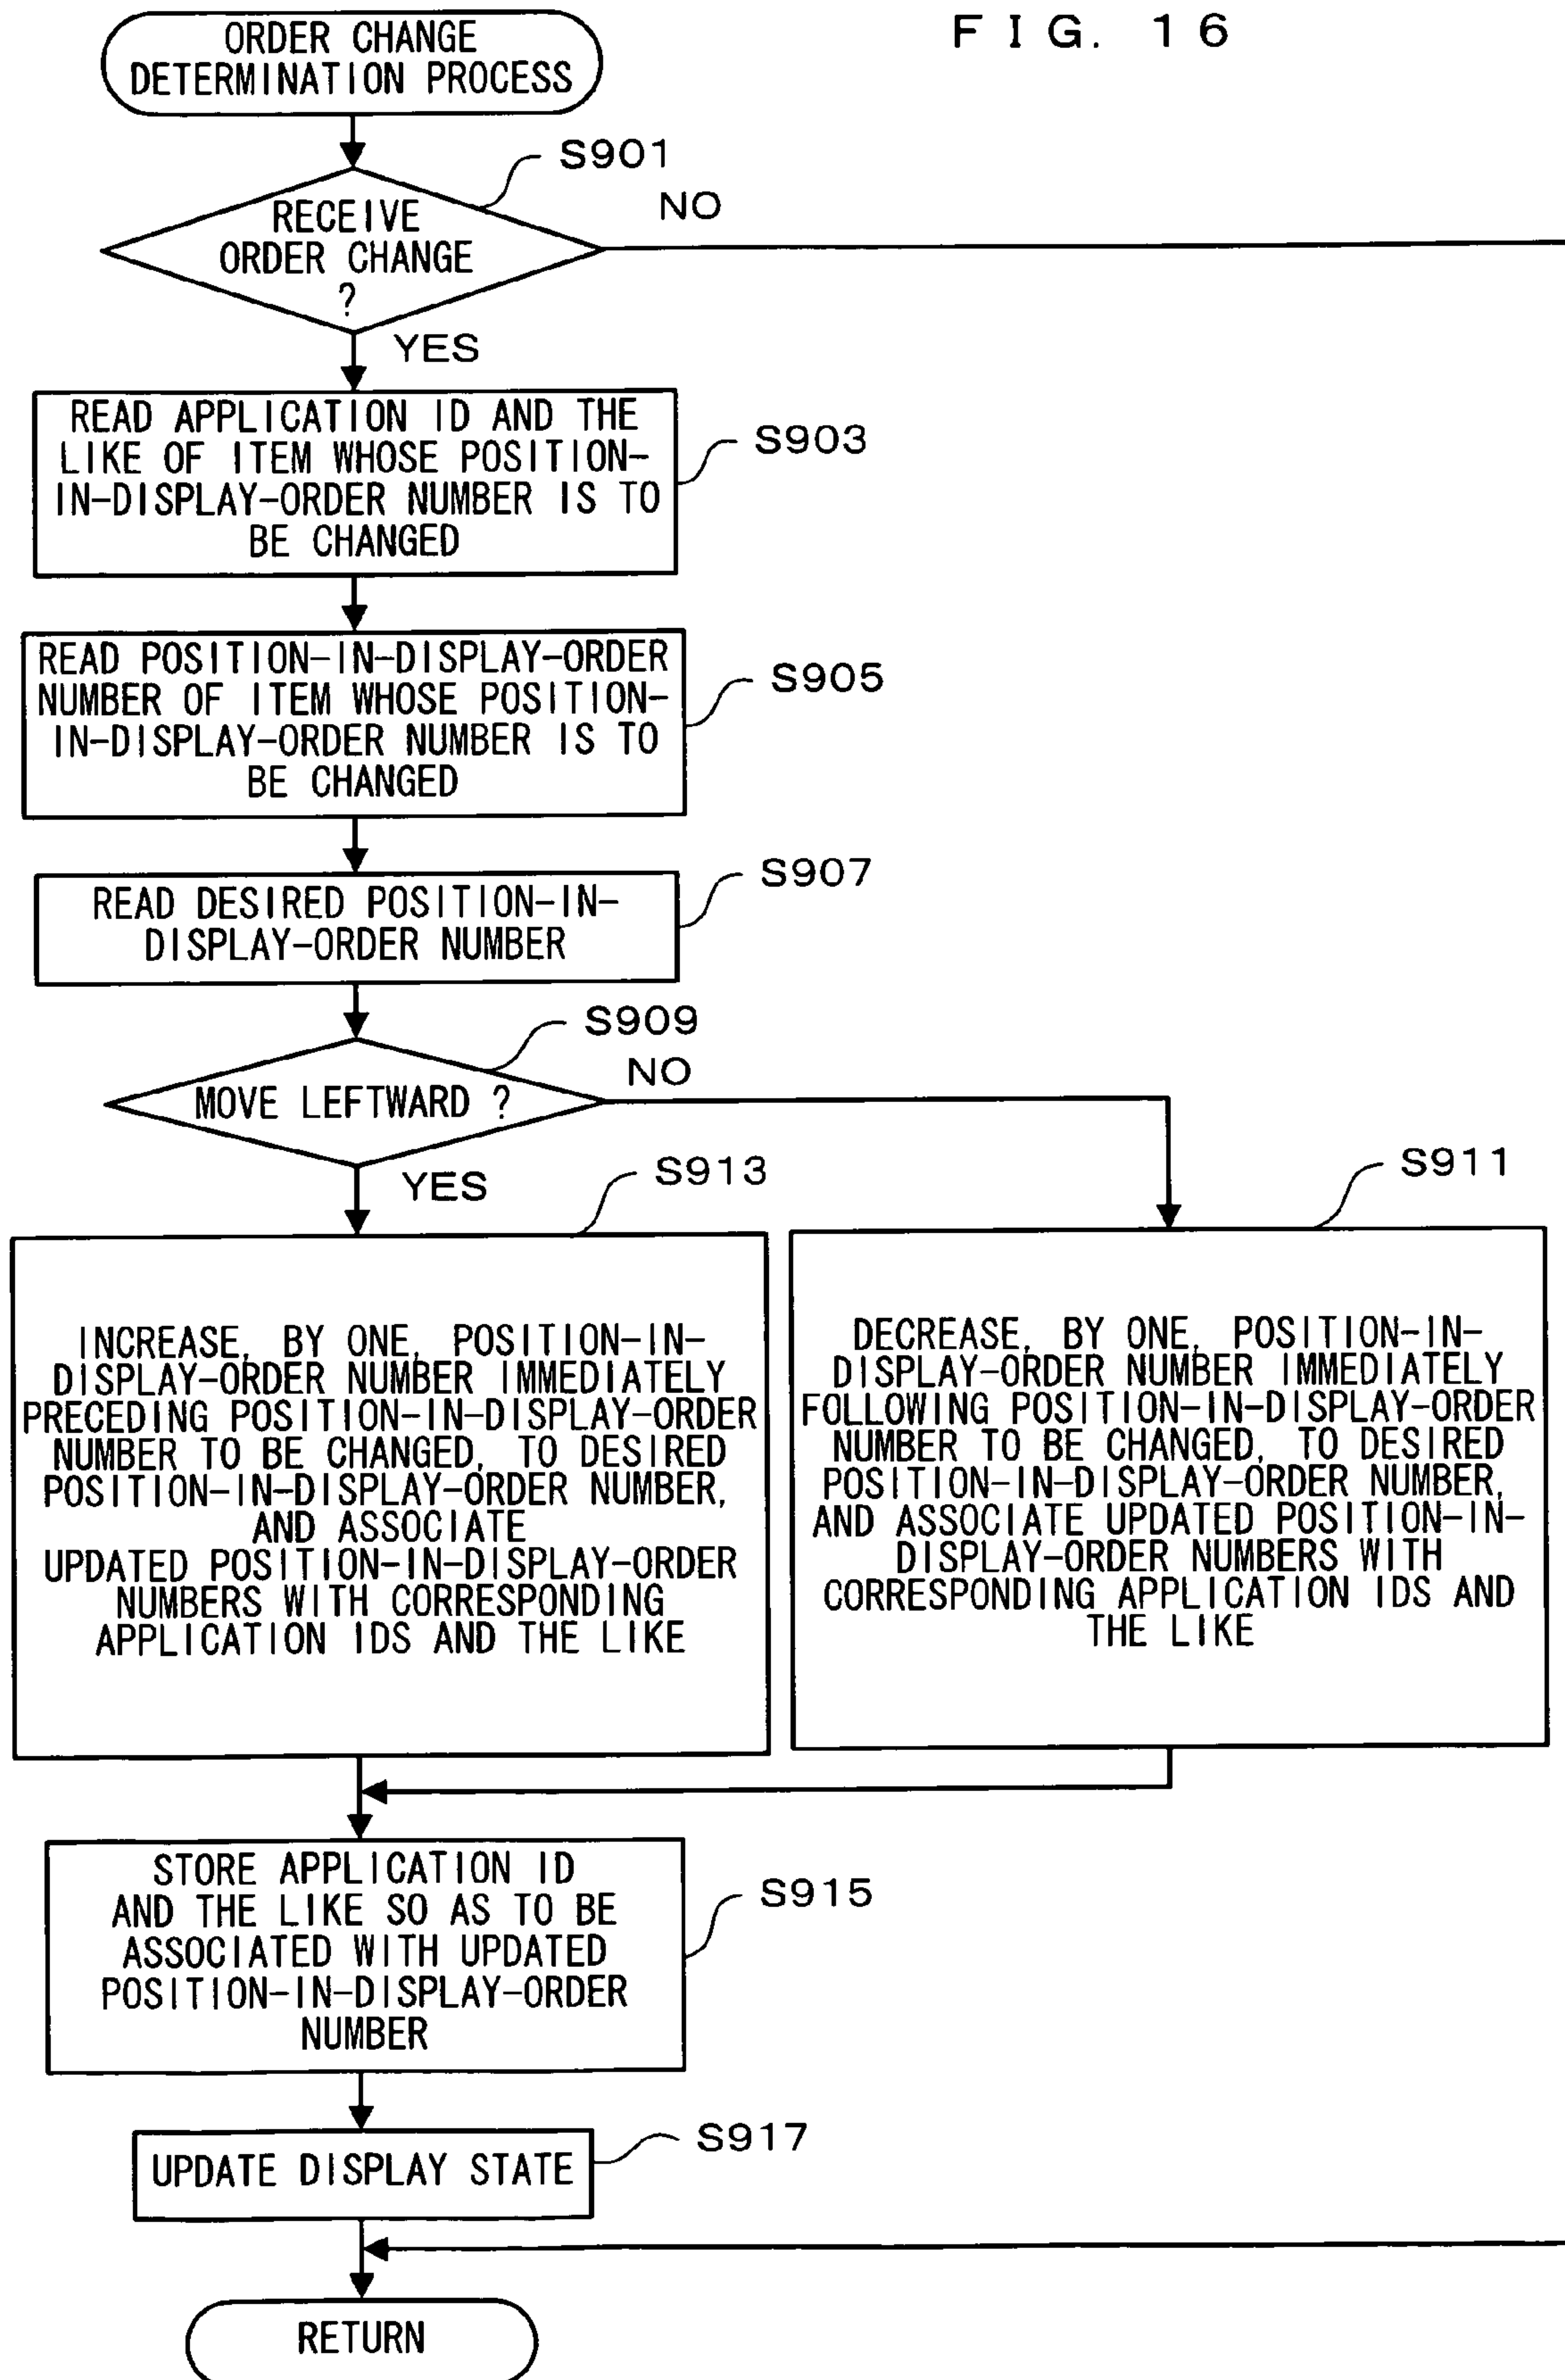 FIG. 16
ORDER CHANGE
DETERMINATION PROCESS
S901
RECEIVE
ORDER CHANGE
?
NO
YES
READ APPLICATION ID AND THE
LIKE OF ITEM WHOSE POSITION-
IN-DISPLAY-ORDER NUMBER IS TO
BE CHANGED
S903
READ POSITION-IN-DISPLAY-ORDER
NUMBER OF ITEM WHOSE POSITION-
IN-DISPLAY-ORDER NUMBER IS TO
BE CHANGED
S905
READ DESIRED POSITION-IN-
DISPLAY-ORDER NUMBER
S907
S909
MOVE LEFTWARD ?
NO
YES
S913
INCREASE, BY ONE, POSITION-IN-
DISPLAY-ORDER NUMBER IMMEDIATELY
PRECEDING POSITION-IN-DISPLAY-ORDER
NUMBER TO BE CHANGED, TO DESIRED
POSITION-IN-DISPLAY-ORDER NUMBER,
AND ASSOCIATE
UPDATED POSITION-IN-DISPLAY-ORDER
NUMBERS WITH CORRESPONDING
APPLICATION IDS AND THE LIKE
S911
DECREASE, BY ONE, POSITION-IN-
DISPLAY-ORDER NUMBER IMMEDIATELY
FOLLOWING POSITION-IN-DISPLAY-ORDER
NUMBER TO BE CHANGED, TO DESIRED
POSITION-IN-DISPLAY-ORDER NUMBER,
AND ASSOCIATE UPDATED POSITION-IN-
DISPLAY-ORDER NUMBERS WITH
CORRESPONDING APPLICATION IDS AND
THE LIKE
STORE APPLICATION ID
AND THE LIKE SO AS TO BE
ASSOCIATED WITH UPDATED
POSITION-IN-DISPLAY-ORDER
NUMBER
S915
UPDATE DISPLAY STATE
S917
RETURN